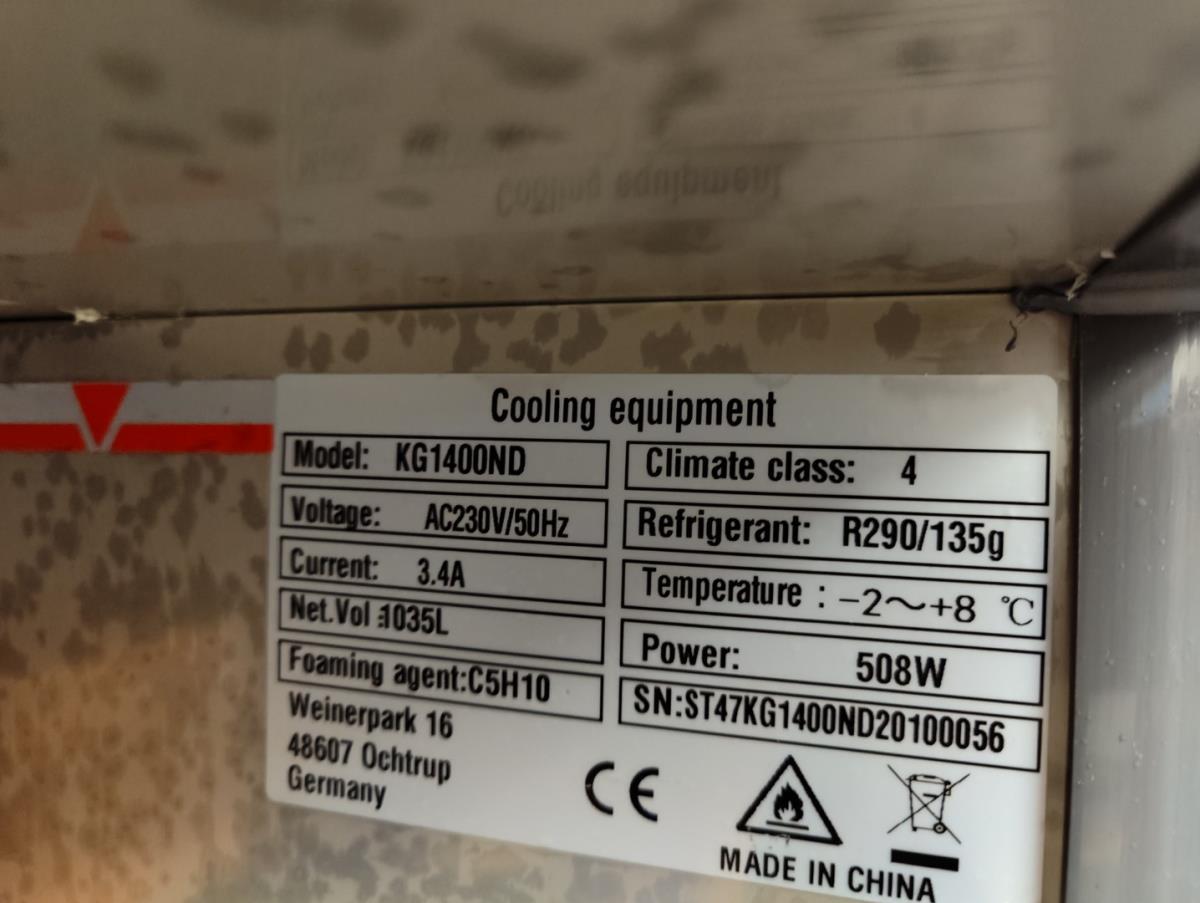 Cooling equipment
Model: KG1400ND
Climate class: 4
Voltage: AC230V/50Hz
Refrigerant: R290/135g
Current: 3.4A
Temperature : -2～+8 ℃
Net.Vol :1035L
Power: 508W
Foaming agent:C5H10
SN:ST47KG1400ND20100056
Weinerpark 16
48607 Ochtrup
Germany
CE
MADE IN CHINA